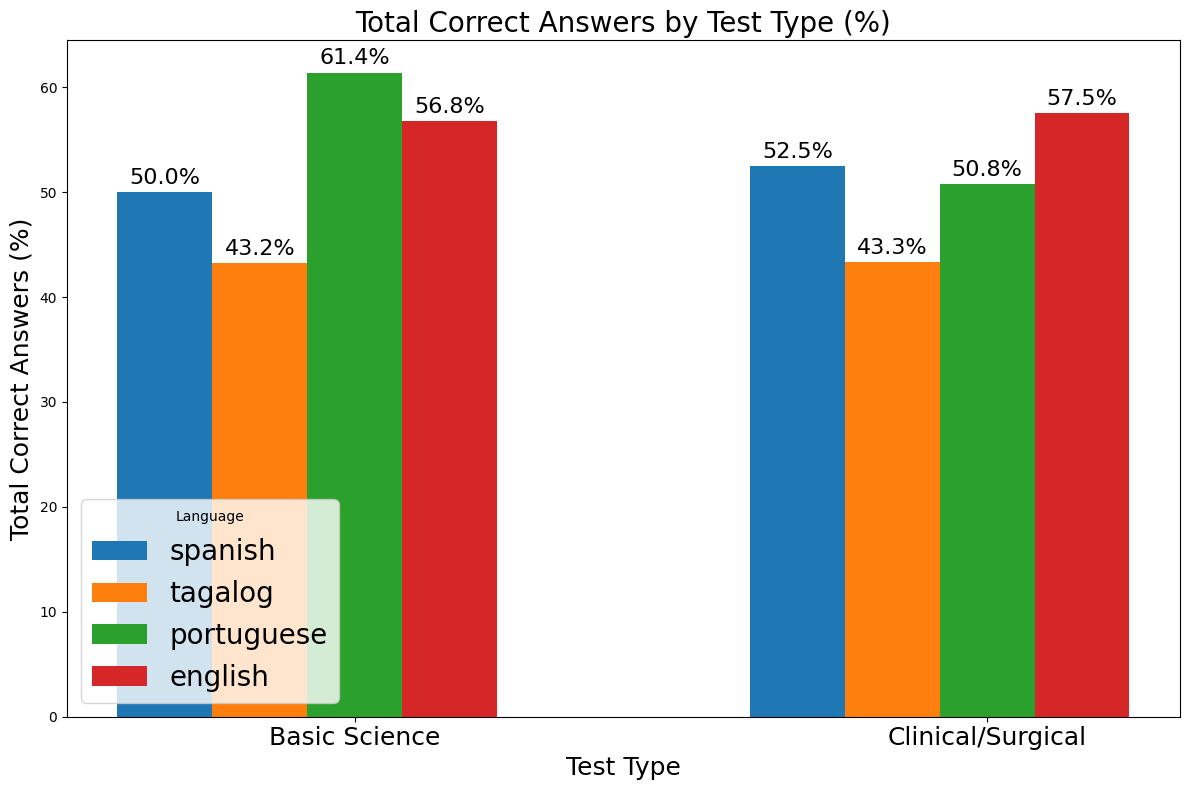 Total Correct Answers by Test Type (%)
Total Correct Answers (%)
60
50
40
30
20
10
0
50.0%
43.2%
61.4%
56.8%
52.5%
43.3%
50.8%
57.5%
Language
spanish
tagalog
portuguese
english
Basic Science
Clinical/Surgical
Test Type